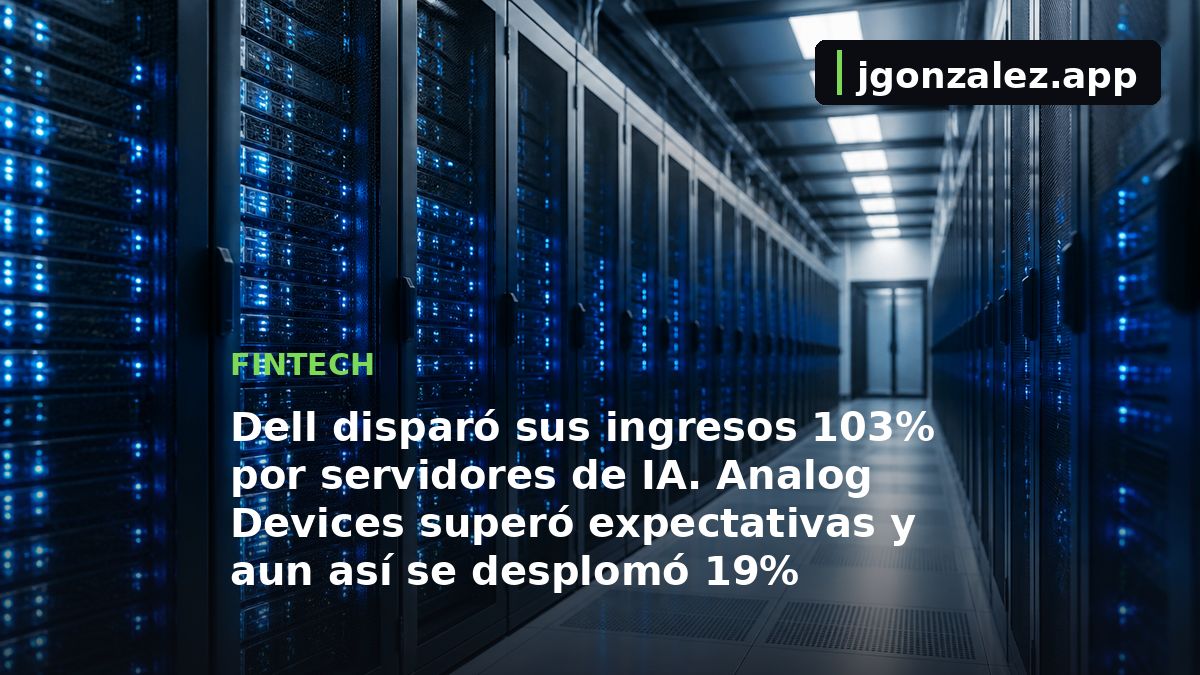 jgonzalez.app
FINTECH
Dell disparó sus ingresos 103%
por servidores de IA. Analog
Devices superó expectativas y
aun así se desplomó 19%